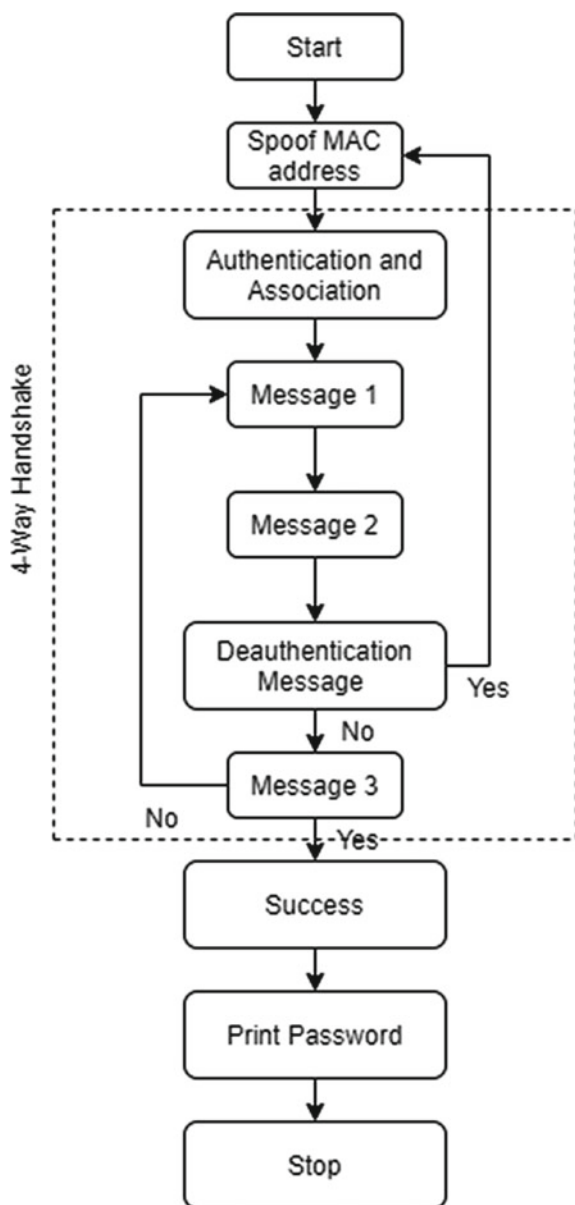 Start
Spoof MAC
address
4-Way Handshake
Authentication and
Association
Message 1
Message 2
Deauthentication
Message
Yes
No
Message 3
No
Yes
Success
Print Password
Stop